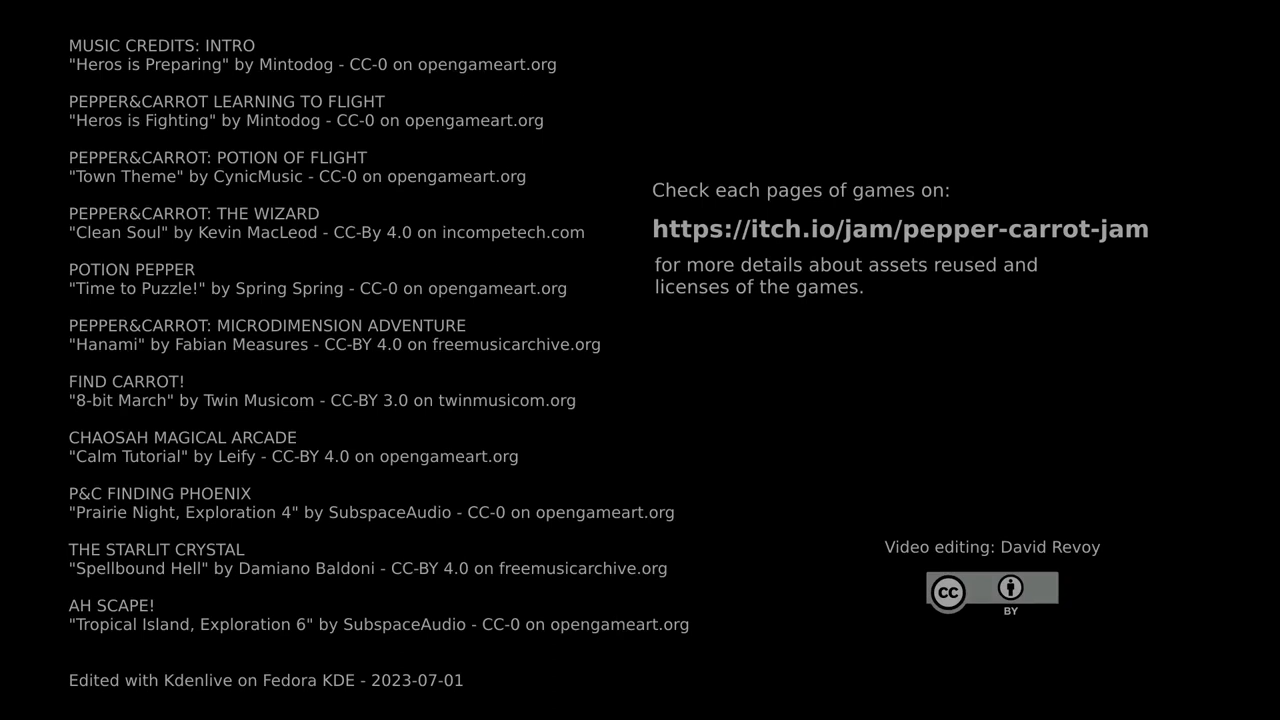 MUSIC CREDITS: INTRO
"Heros is Preparing" by Mintodog - CC-0 on opengameart.org
PEPPER&CARROT LEARNING TO FLIGHT
"Heros is Fighting" by Mintodog - CC-0 on opengameart.org
PEPPER&CARROT: POTION OF FLIGHT
"Town Theme" by CynicMusic - CC-0 on opengameart.org
PEPPER&CARROT: THE WIZARD
"Clean Soul" by Kevin MacLeod - CC-By 4.0 on incompetech.com
POTION PEPPER
"Time to Puzzle!" by Spring Spring - CC-0 on opengameart.org
PEPPER&CARROT: MICRODIMENSION ADVENTURE
"Hanami" by Fabian Measures - CC-BY 4.0 on freemusicarchive.org
FIND CARROT!
"8-bit March" by Twin Musicom - CC-BY 3.0 on twinmusicom.org
CHAOSAH MAGICAL ARCADE
"Calm Tutorial" by Leify - CC-BY 4.0 on opengameart.org
P&C FINDING PHOENIX
"Prairie Night, Exploration 4" by SubspaceAudio - CC-0 on opengameart.org
THE STARLIT CRYSTAL
"Spellbound Hell" by Damiano Baldoni - CC-BY 4.0 on freemusicarchive.org
AH SCAPE!
"Tropical Island, Exploration 6" by SubspaceAudio - CC-0 on opengameart.org
Edited with Kdenlive on Fedora KDE - 2023-07-01
Check each pages of games on:
https://itch.io/jam/pepper-carrot-jam
for more details about assets reused and
licenses of the games.
Video editing: David Revoy
cc
BY